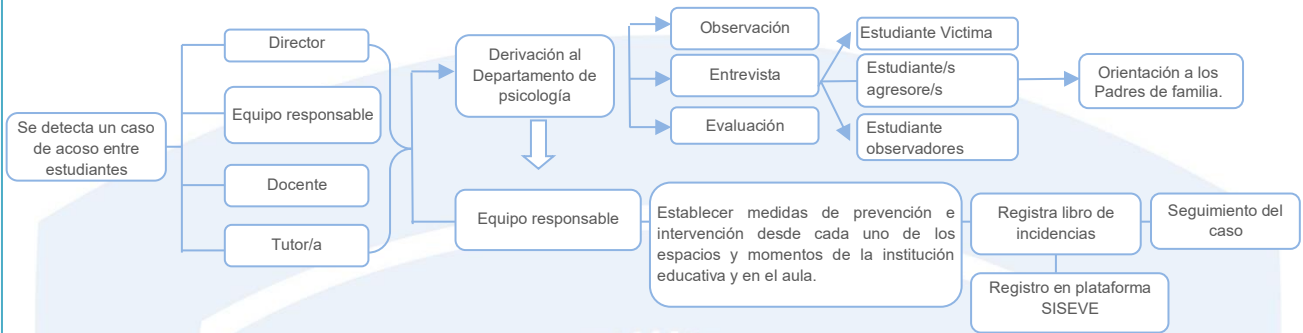 Se detecta un caso
de acoso entre
estudiantes
Director
Equipo responsable
Docente
Tutor/a
Derivación al
Departamento de
psicología
Equipo responsable
Observación
Entrevista
Evaluación
Estudiante Victima
Estudiante/s
agresore/s
Estudiante
observadores
Orientación a los
Padres de familia.
Establecer medidas de prevención e
intervención desde cada uno de los
espacios y momentos de la institución
educativa y en el aula.
Registra libro de
incidencias
Registro en plataforma
SISEVE
Seguimiento del
caso